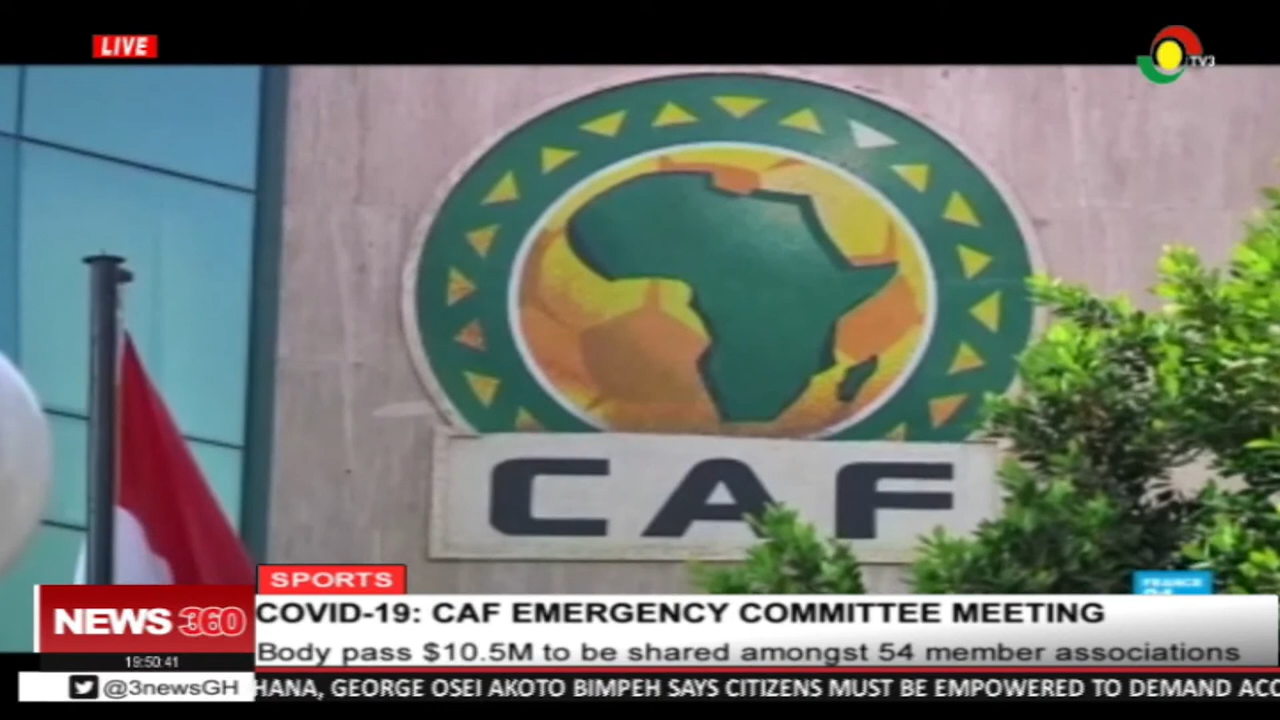 LIVE
TV3
CAF
SPORTS
FRANCE
COVID-19: CAF EMERGENCY COMMITTEE MEETING
NEWS 360
Body pass $10.5M to be shared amongst 54 member associations
19:50:41
@3newsGH
HANA, GEORGE OSEI AKOTO BIMPEH SAYS CITIZENS MUST BE EMPOWERED TO DEMAND ACC